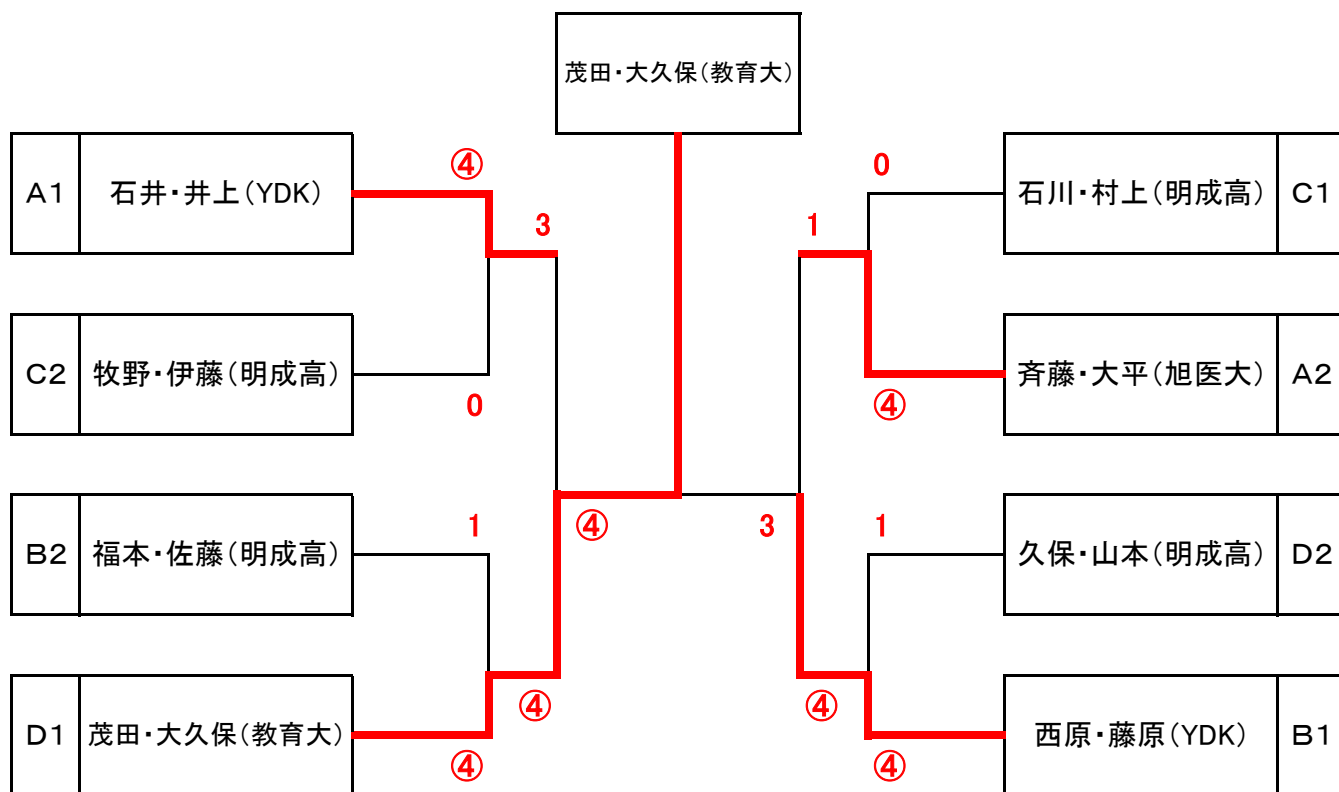 茂田・大久保(教育大)
A1 石井・井上(YDK)
④
3
C2 牧野・伊藤(明成高)
0
B2 福本・佐藤(明成高)
1
④
D1 茂田・大久保(教育大)
④
④
0
石川・村上(明成高) C1
1
斉藤・大平(旭医大) A2
④
3
1
久保・山本(明成高) D2
④
西原・藤原(YDK) B1
④